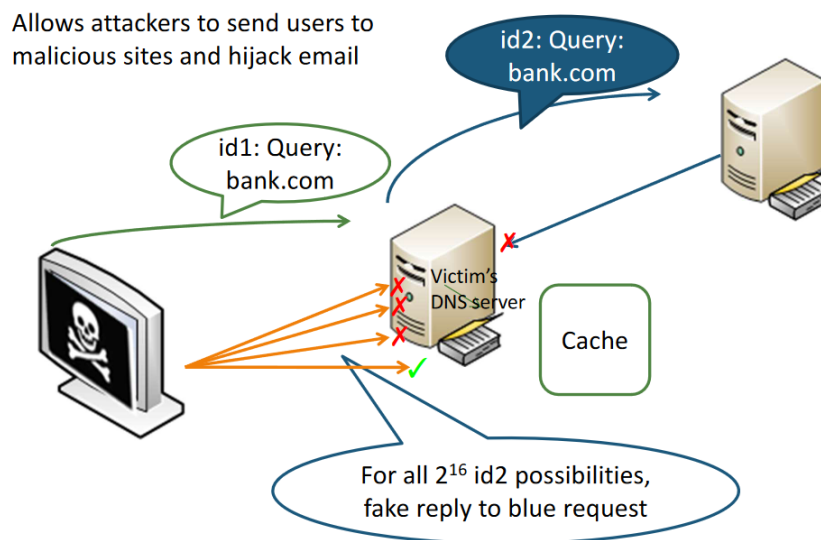 Allows attackers to send users to
malicious sites and hijack email
id2: Query:
bank.com
id1: Query:
bank.com
Victim's
DNS server
Cache
For all 2¹⁶ id2 possibilities,
fake reply to blue request